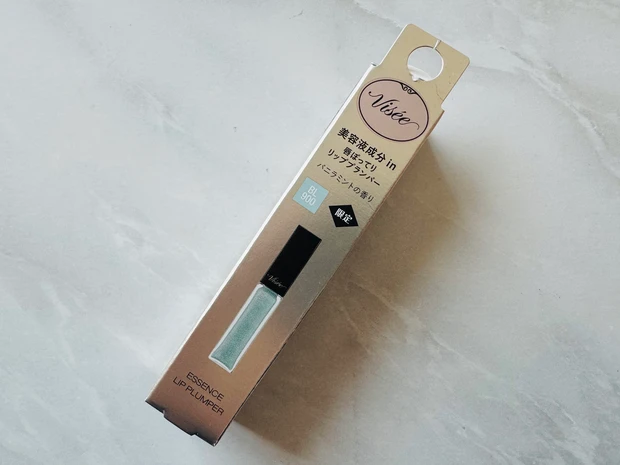 Visée
美容液成分 in
唇ぽってり
リッププランパー
バニラミントの香り
BL
900
限定
Visée
ESSENCE
LIP PLUMPER